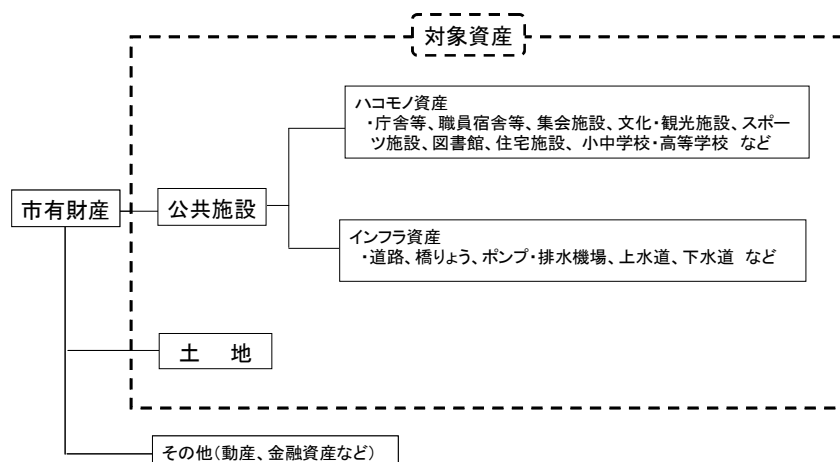 対象資産
ハコモノ資産
・庁舎等、職員宿舎等、集会施設、文化・観光施設、スポー
ツ施設、図書館、住宅施設、小中学校・高等学校 など
市有財産
公共施設
インフラ資産
・道路、橋りょう、ポンプ・排水機場、上水道、下水道 など
土 地
その他(動産、金融資産など)